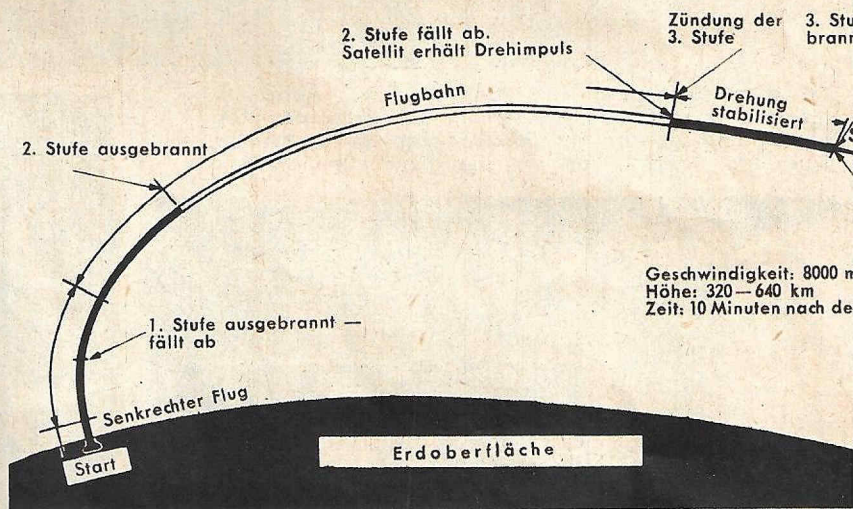 2. Stufe fällt ab.
Satellit erhält Drehimpuls
Zündung der
3. Stufe
3.
Flugbahn
Drehung
stabilisiert
2. Stufe ausgebrannt
Geschwindigkeit: 8000
Höhe: 320—640 km
Zeit: 10 Minuten nach
1. Stufe ausgebrannt —
fällt ab
Senkrechter Flug
Start
Erdoberfläche